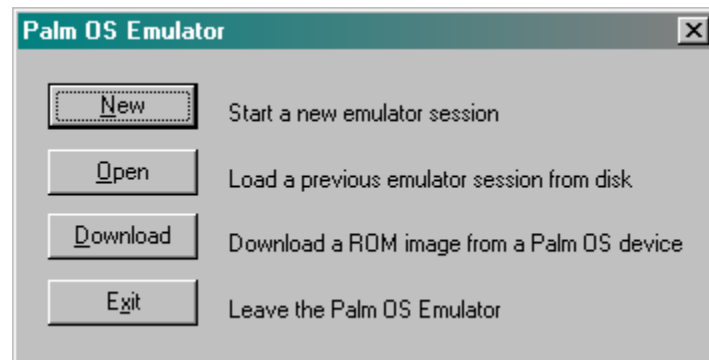 Palm OS Emulator
New Start a new emulator session
Open Load a previous emulator session from disk
Download Download a ROM image from a Palm OS device
Exit Leave the Palm OS Emulator